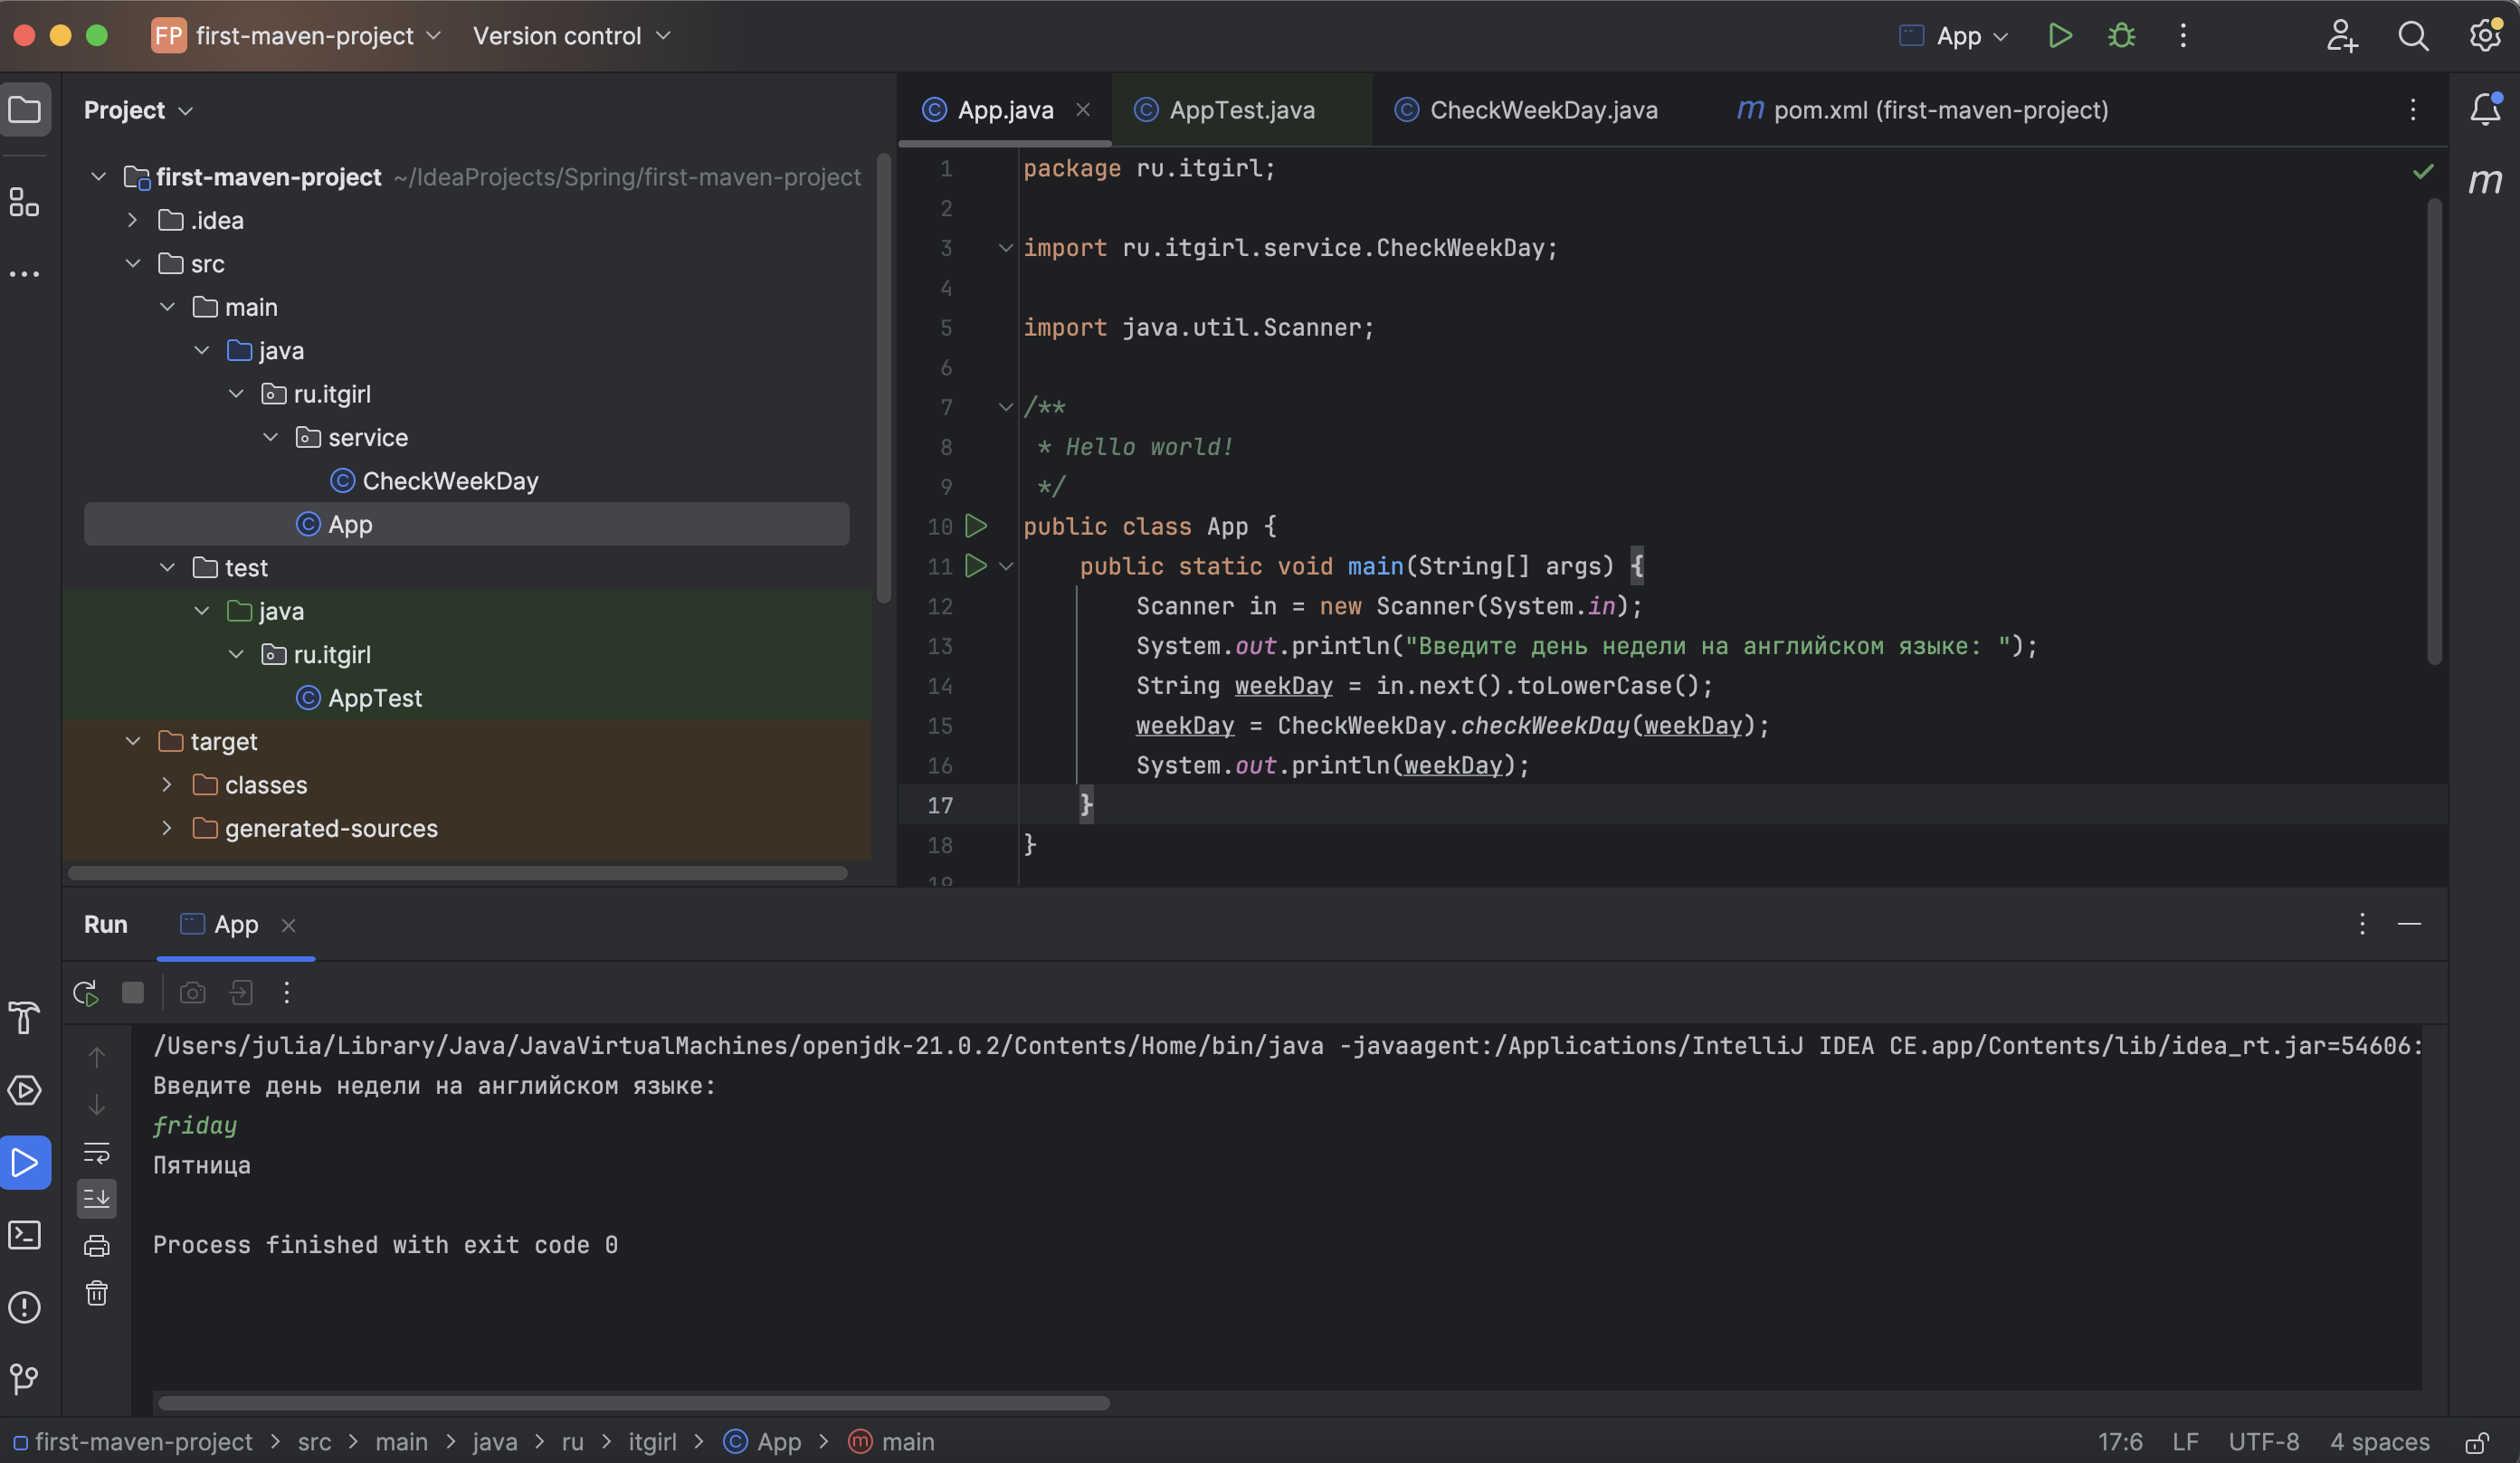 FP first-maven-project Version control App
Project
first-maven-project ~/IdeaProjects/Spring/first-maven-project
.idea
src
main
java
ru.itgirl
service
CheckWeekDay
App
test
java
ru.itgirl
AppTest
target
classes
generated-sources
App.java AppTest.java CheckWeekDay.java m pom.xml (first-maven-project)
m
1 package ru.itgirl;
2
3 import ru.itgirl.service.CheckWeekDay;
4
5 import java.util.Scanner;
6
7 /**
8 * Hello world!
9 */
10 public class App {
11 public static void main(String[] args) {
12 Scanner in = new Scanner(System.in);
13 System.out.println("Введите день недели на английском языке: ");
14 String weekDay = in.next().toLowerCase();
15 weekDay = CheckWeekDay.checkWeekDay(weekDay);
16 System.out.println(weekDay);
17 }
18 }
19
Run App
/Users/julia/Library/Java/JavaVirtualMachines/openjdk-21.0.2/Contents/Home/bin/java -javaagent:/Applications/IntelliJ IDEA CE.app/Contents/lib/idea_rt.jar=54606:
Введите день недели на английском языке:
friday
Пятница
Process finished with exit code 0
first-maven-project > src > main > java > ru > itgirl > App > main 17:6 LF UTF-8 4 spaces